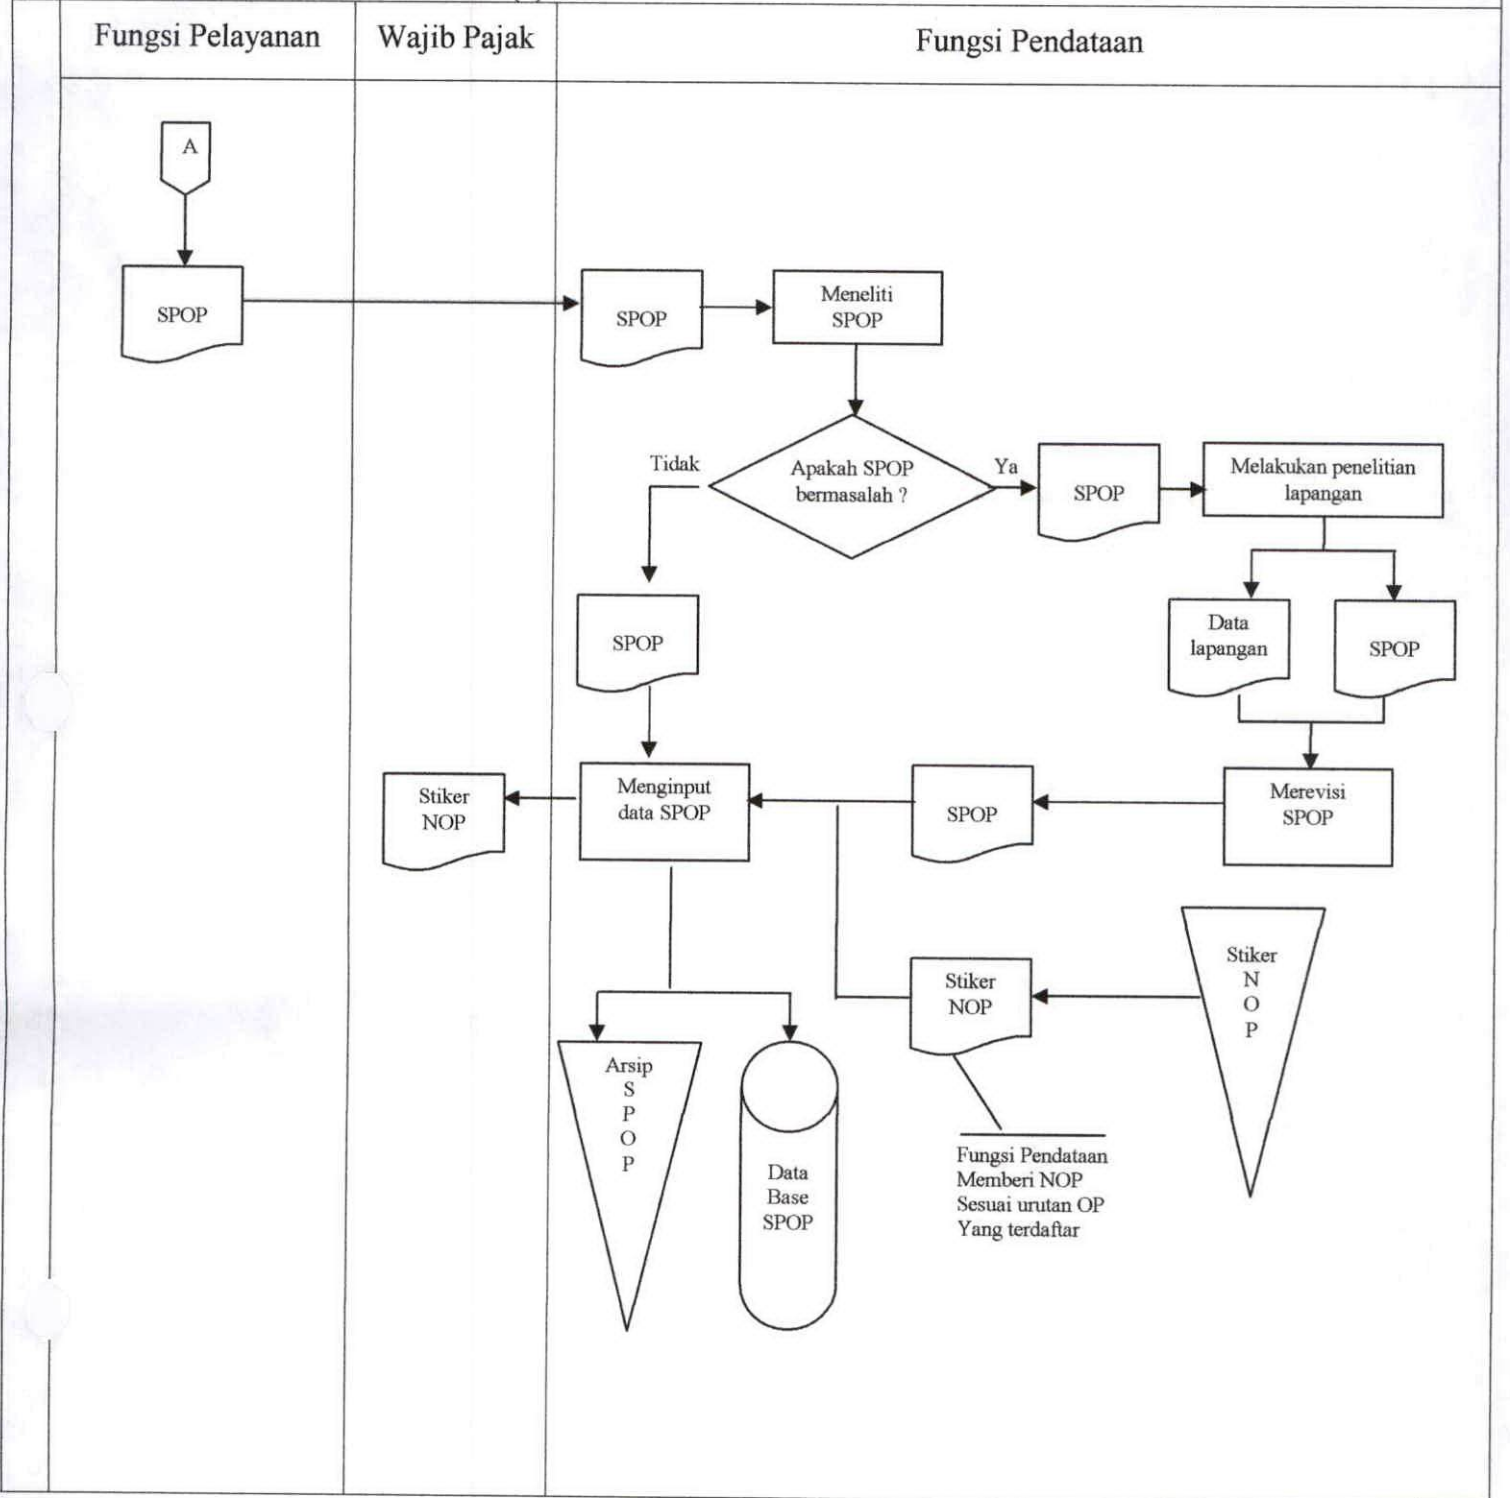 Fungsi Pelayanan
Wajib Pajak
Fungsi Pendataan
A
SPOP
SPOP
Meneliti
SPOP
Tidak
Apakah SPOP
bermasalah ?
Ya
SPOP
Melakukan penelitian
lapangan
SPOP
Data
lapangan
SPOP
Stiker
NOP
Menginput
data SPOP
SPOP
Merevisi
SPOP
Stiker
NOP
Stiker
N
O
P
Arsip
S
P
O
P
Data
Base
SPOP
Fungsi Pendataan
Memberi NOP
Sesuai urutan OP
Yang terdaftar